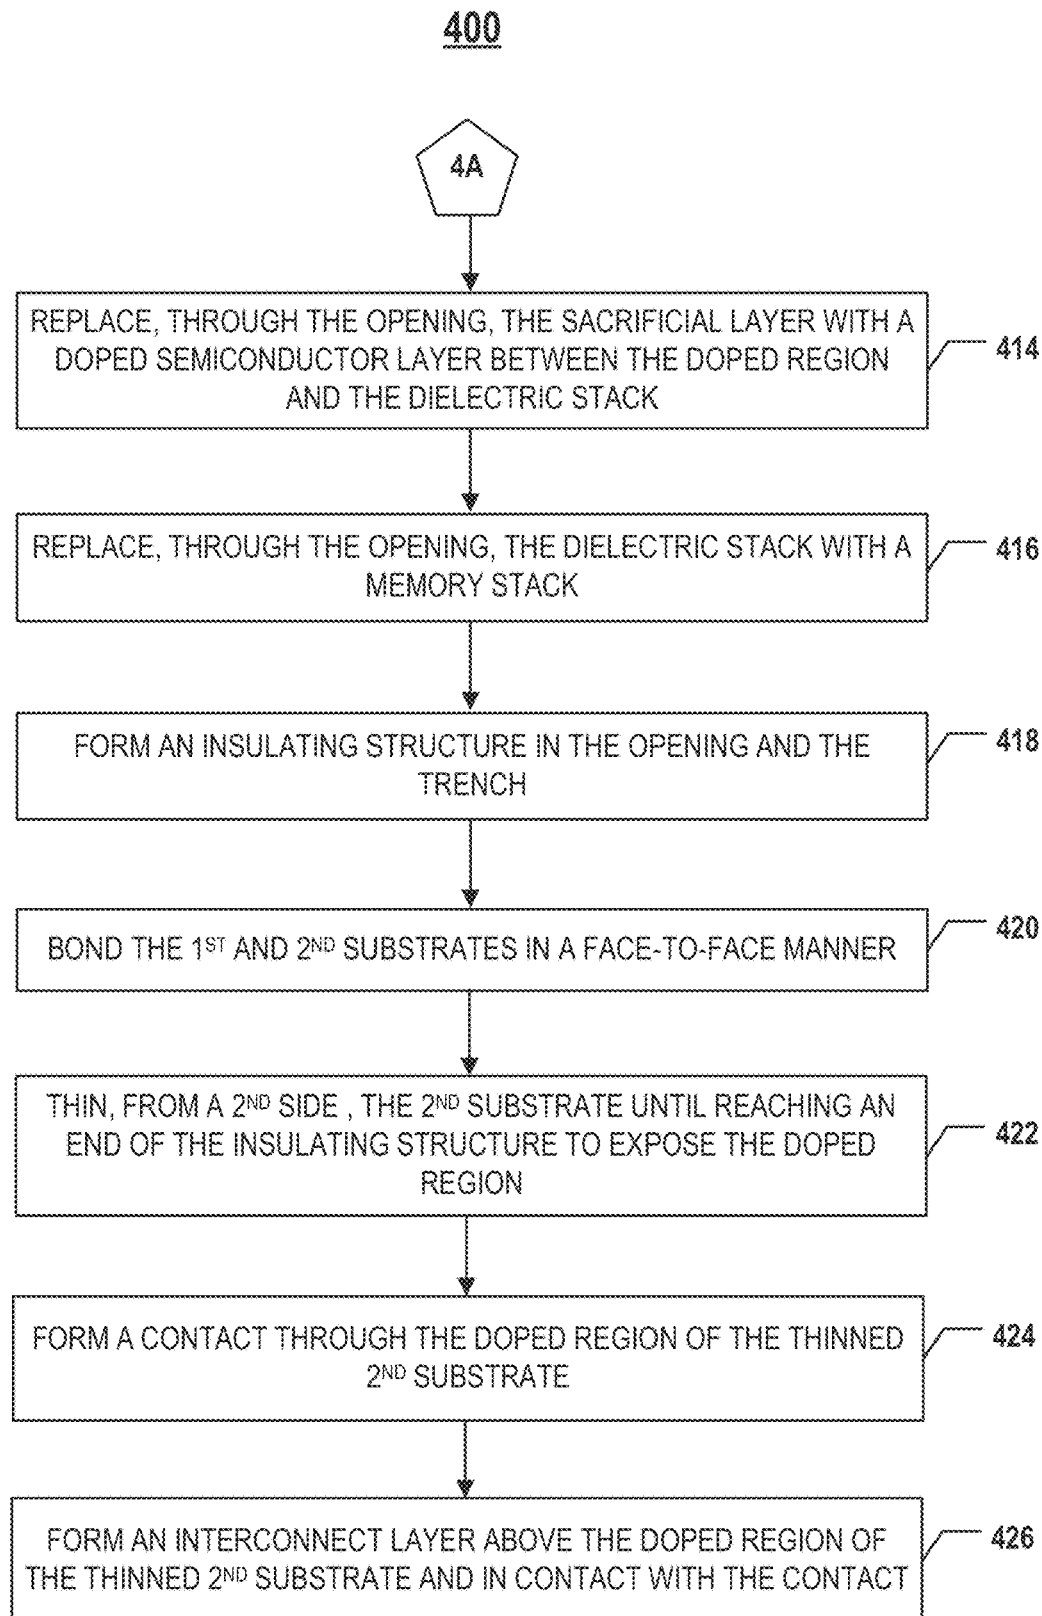 400
4A
REPLACE, THROUGH THE OPENING, THE SACRIFICIAL LAYER WITH A
DOPED SEMICONDUCTOR LAYER BETWEEN THE DOPED REGION
AND THE DIELECTRIC STACK
414
REPLACE, THROUGH THE OPENING, THE DIELECTRIC STACK WITH A
MEMORY STACK
416
FORM AN INSULATING STRUCTURE IN THE OPENING AND THE
TRENCH
418
BOND THE 1ST AND 2ND SUBSTRATES IN A FACE-TO-FACE MANNER
420
THIN, FROM A 2ND SIDE , THE 2ND SUBSTRATE UNTIL REACHING AN
END OF THE INSULATING STRUCTURE TO EXPOSE THE DOPED
REGION
422
FORM A CONTACT THROUGH THE DOPED REGION OF THE THINNED
2ND SUBSTRATE
424
FORM AN INTERCONNECT LAYER ABOVE THE DOPED REGION OF
THE THINNED 2ND SUBSTRATE AND IN CONTACT WITH THE CONTACT
426